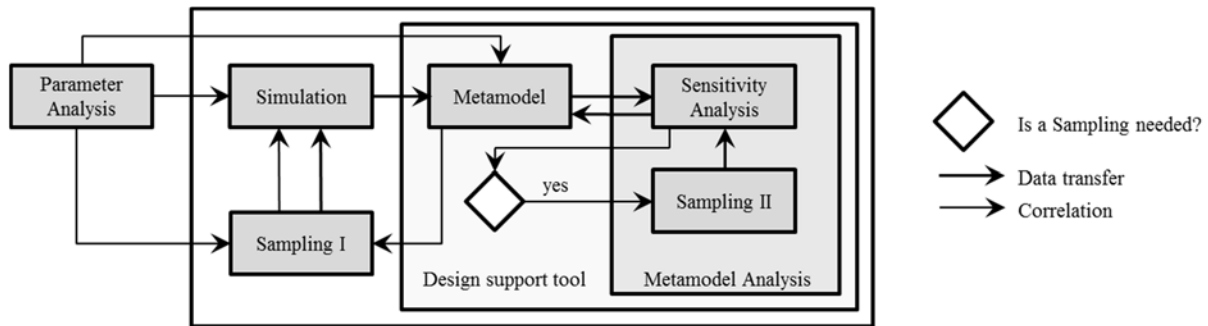 Parameter
Analysis
Simulation
Metamodel
Sensitivity
Analysis
Is a Sampling needed?
yes
Sampling II
Data transfer
Correlation
Sampling I
Design support tool
Metamodel Analysis